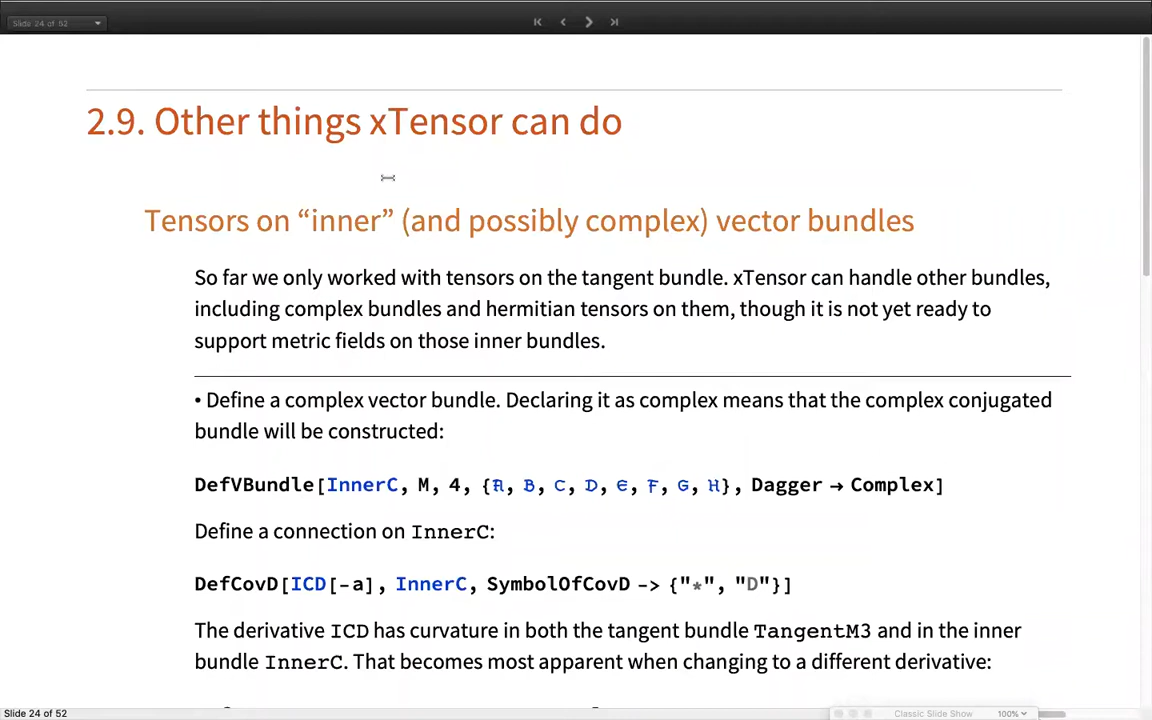 Slide 24 of 52
2.9. Other things xTensor can do
Tensors on “inner” (and possibly complex) vector bundles
So far we only worked with tensors on the tangent bundle. xTensor can handle other bundles,
including complex bundles and hermitian tensors on them, though it is not yet ready to
support metric fields on those inner bundles.
• Define a complex vector bundle. Declaring it as complex means that the complex conjugated
bundle will be constructed:
DefVBundle[InnerC, M, 4, {A, B, C, D, E, F, G, H}, Dagger → Complex]
Define a connection on InnerC:
DefCovD[ICD[-a], InnerC, SymbolOfCovD -> {"*", "D"}]
The derivative ICD has curvature in both the tangent bundle TangentM3 and in the inner
bundle InnerC. That becomes most apparent when changing to a different derivative:
Slide 24 of 52
Classic Slide Show
100%